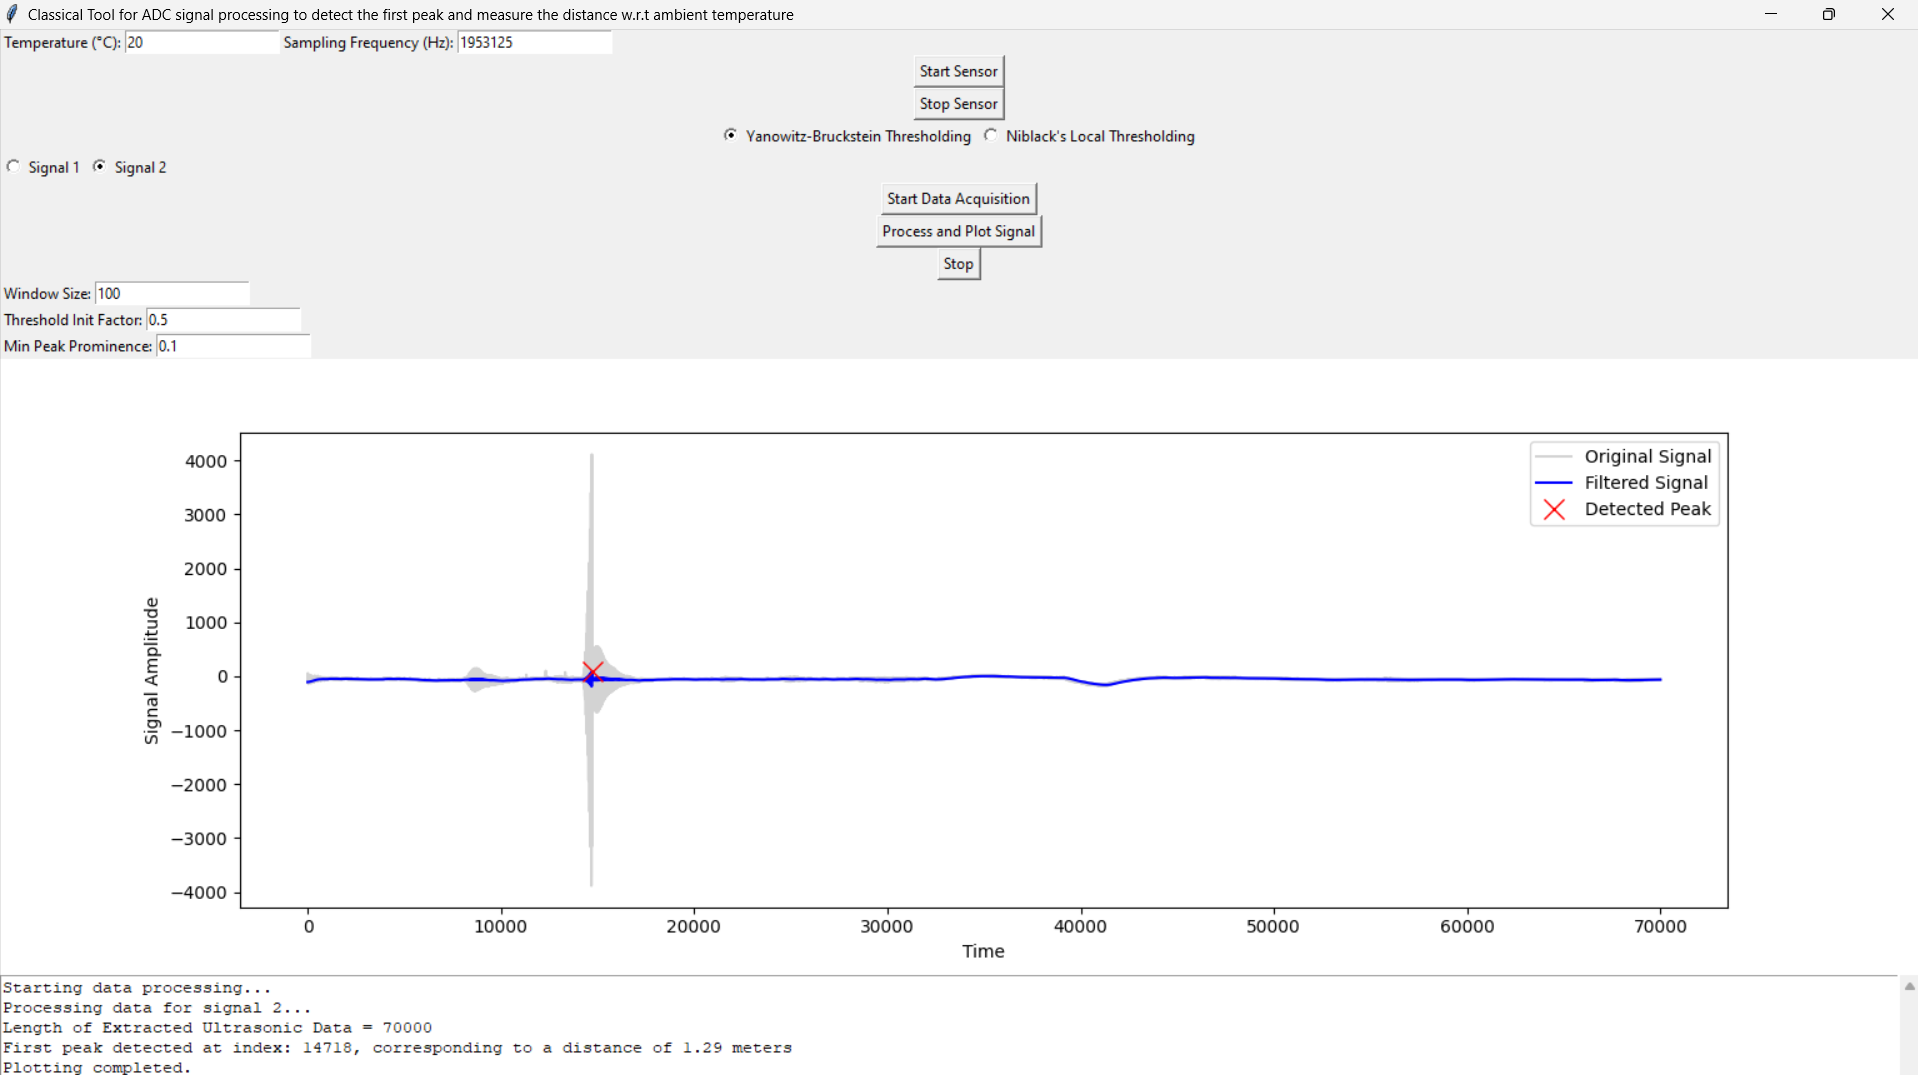 Classical Tool for ADC signal processing to detect the first peak and measure the distance w.r.t ambient temperature
Temperature (°C): 20 Sampling Frequency (Hz): 1953125
Start Sensor
Stop Sensor
Yanowitz-Bruckstein Thresholding Niblack's Local Thresholding
Signal 1 Signal 2
Start Data Acquisition
Process and Plot Signal
Stop
Window Size: 100
Threshold Init Factor: 0.5
Min Peak Prominence: 0.1
Original Signal
Filtered Signal
Detected Peak
4000
3000
2000
1000
0
−1000
−2000
−3000
−4000
Signal Amplitude
0 10000 20000 30000 40000 50000 60000 70000
Time
Starting data processing...
Processing data for signal 2...
Length of Extracted Ultrasonic Data = 70000
First peak detected at index: 14718, corresponding to a distance of 1.29 meters
Plotting completed.